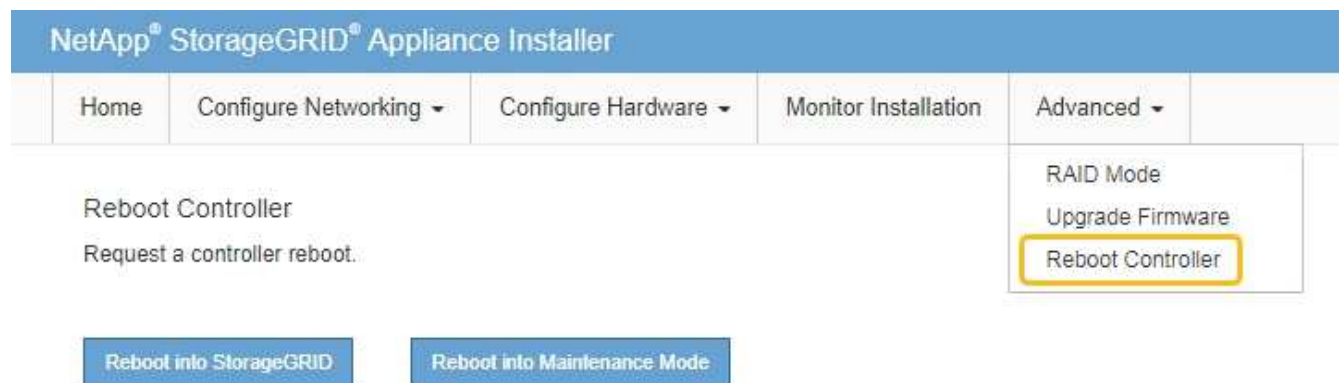 NetApp® StorageGRID® Appliance Installer
Home Configure Networking Configure Hardware Monitor Installation Advanced
RAID Mode
Upgrade Firmware
Reboot Controller
Reboot Controller
Request a controller reboot.
Reboot into StorageGRID Reboot into Maintenance Mode